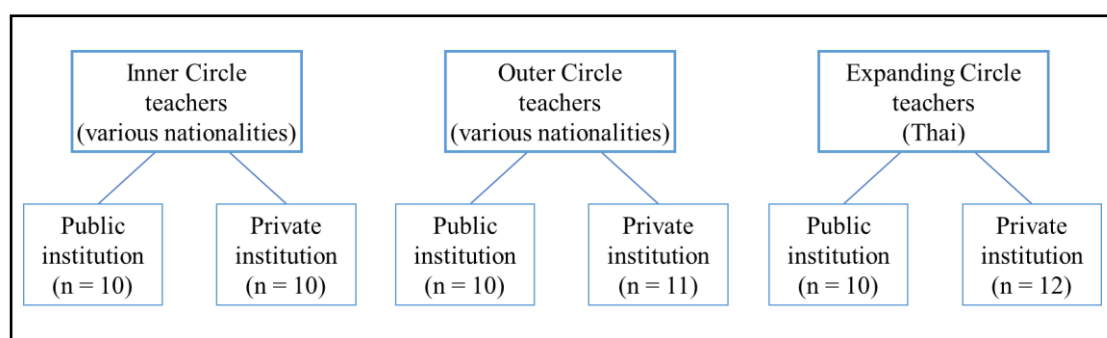 Inner Circle
teachers
(various nationalities)
Outer Circle
teachers
(various nationalities)
Expanding Circle
teachers
(Thai)
Public
institution
(n = 10)
Private
institution
(n = 10)
Public
institution
(n = 10)
Private
institution
(n = 11)
Public
institution
(n = 10)
Private
institution
(n = 12)